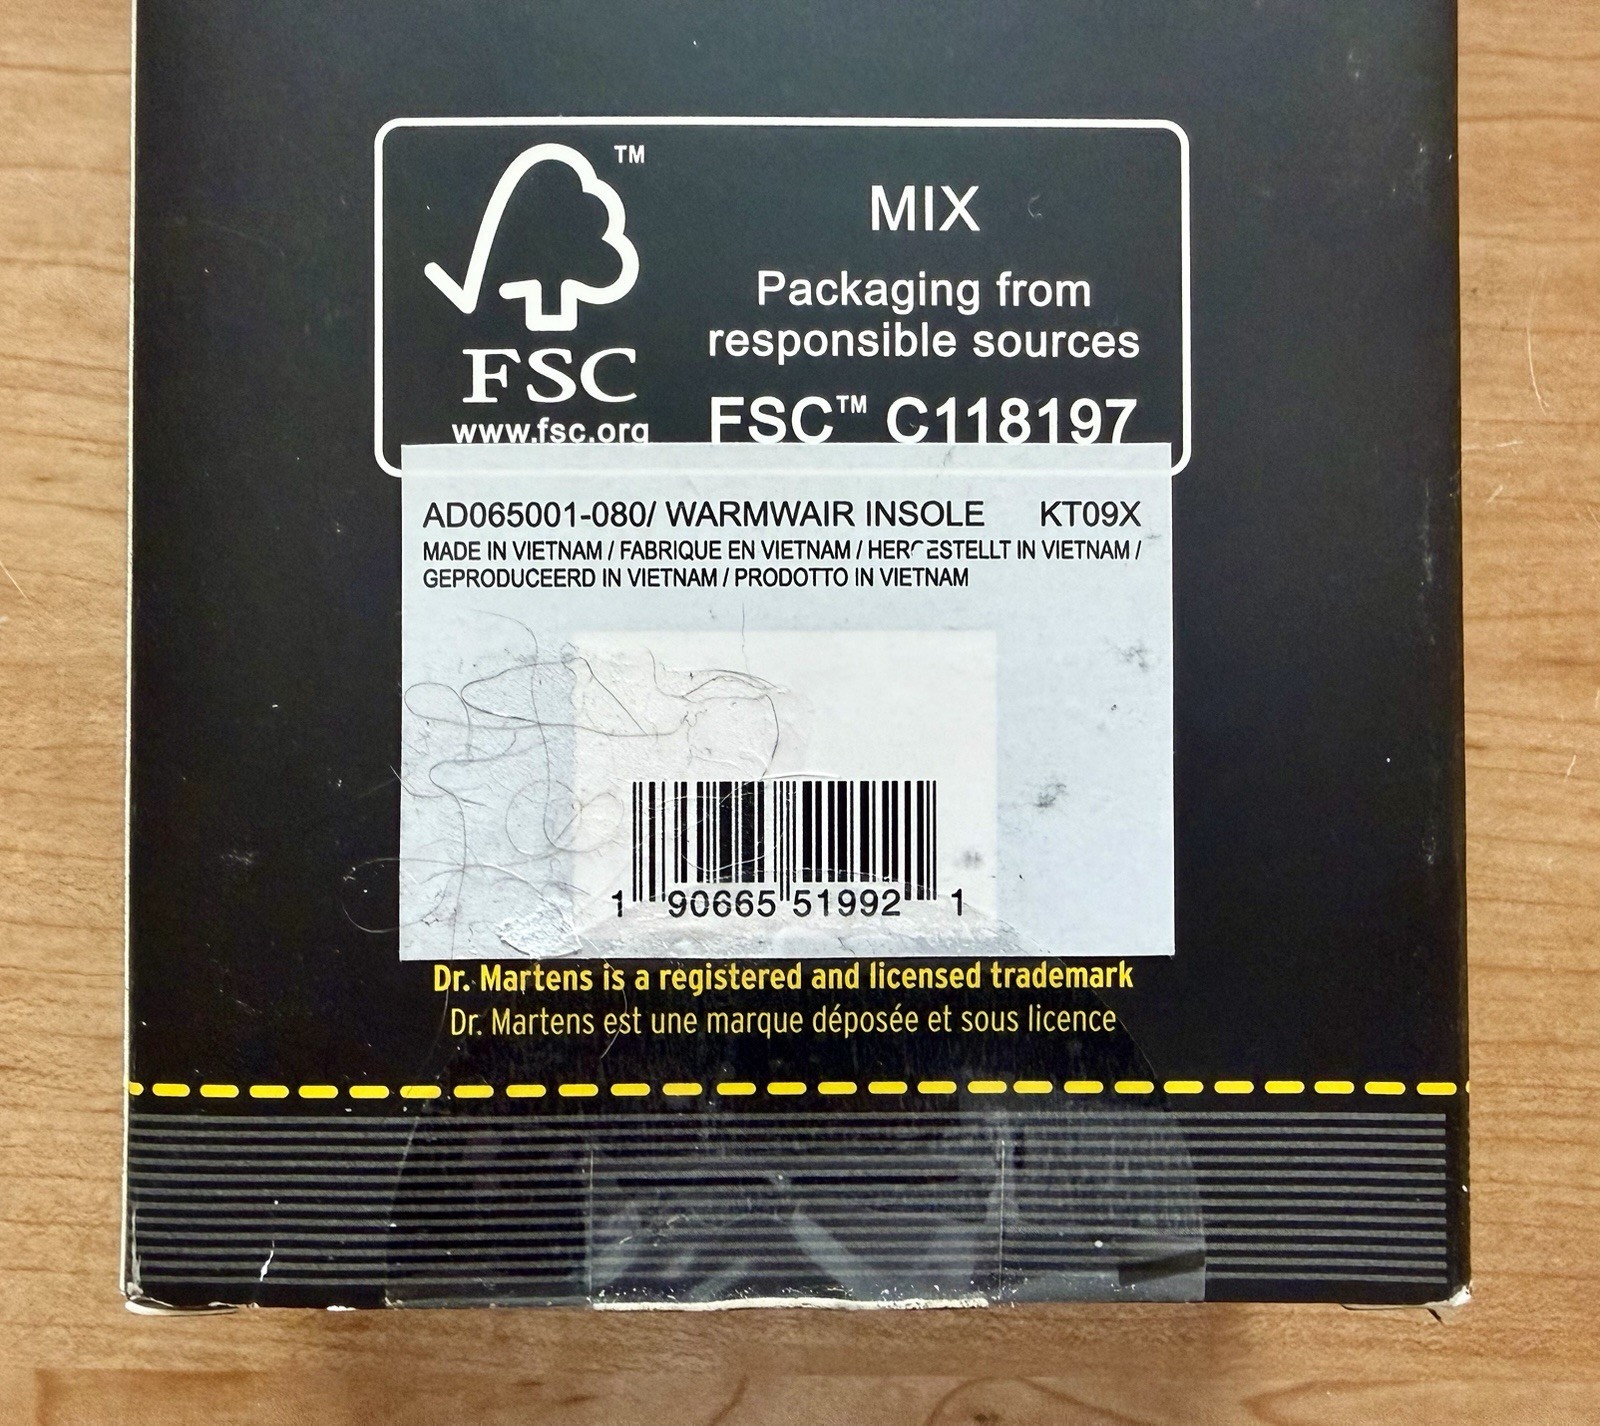 TM
MIX
Packaging from
responsible sources
FSC
www.fsc.org
FSC™ C118197
AD065001-080/ WARMWAIR INSOLE KT09X
MADE IN VIETNAM / FABRIQUE EN VIETNAM / HERGESTELLT IN VIETNAM /
GEPRODUCEERD IN VIETNAM / PRODOTTO IN VIETNAM
1 90665 51992 1
Dr. Martens is a registered and licensed trademark
Dr. Martens est une marque déposée et sous licence